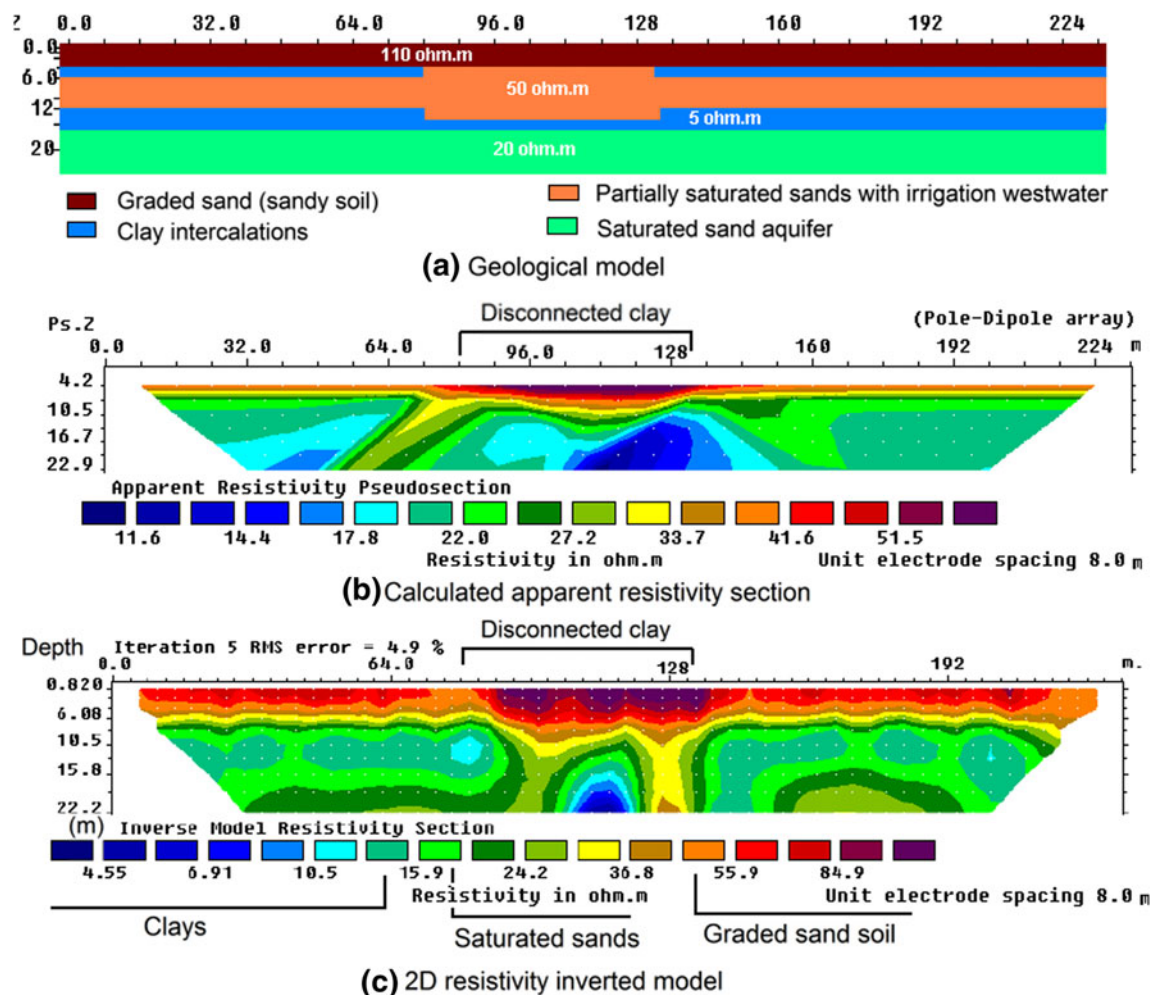 Z 0.0 32.0 64.0 96.0 128 160 192 224
0.0
110 ohm.m
6.0
50 ohm.m
12
5 ohm.m
20
20 ohm.m
Graded sand (sandy soil)
Partially saturated sands with irrigation westwater
Clay intercalations
Saturated sand aquifer
(a) Geological model
Disconnected clay
Ps.Z
(Pole-Dipole array)
0.0 32.0 64.0 96.0 128 160 192 224 m
4.2
10.5
16.7
22.9
Apparent Resistivity Pseudosection
11.6 14.4 17.8 22.0 27.2 33.7 41.6 51.5
Resistivity in ohm.m
Unit electrode spacing 8.0 m
(b) Calculated apparent resistivity section
Disconnected clay
Depth Iteration 5 RMS error = 4.9 %
0.0 64.0 128 192 m.
0.820
6.08
10.5
15.8
22.2
(m) Inverse Model Resistivity Section
4.55 6.91 10.5 15.9 24.2 36.8 55.9 84.9
Resistivity in ohm.m
Unit electrode spacing 8.0 m
Clays
Saturated sands
Graded sand soil
(c) 2D resistivity inverted model